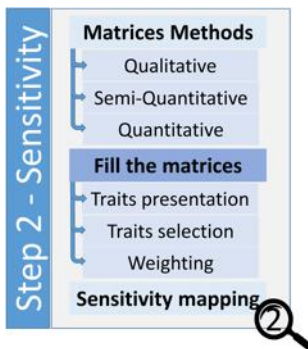 Step 2 - Sensitivity
Matrices Methods
Qualitative
Semi-Quantitative
Quantitative
Fill the matrices
Traits presentation
Traits selection
Weighting
Sensitivity mapping
2